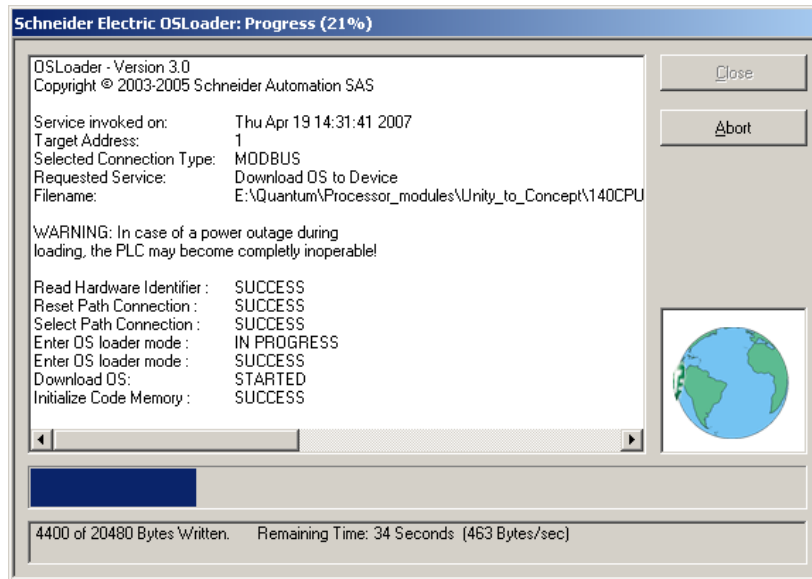 Schneider Electric OSLoader: Progress (21%)
OSLoader - Version 3.0
Copyright © 2003-2005 Schneider Automation SAS
Service invoked on: Thu Apr 19 14:31:41 2007
Target Address: 1
Selected Connection Type: MODBUS
Requested Service: Download OS to Device
Filename: E:\Quantum\Processor_modules\Unity_to_Concept\140CPU
WARNING: In case of a power outage during
loading, the PLC may become completly inoperable!
Read Hardware Identifier : SUCCESS
Reset Path Connection : SUCCESS
Select Path Connection : SUCCESS
Enter OS loader mode : IN PROGRESS
Enter OS loader mode : SUCCESS
Download OS: STARTED
Initialize Code Memory : SUCCESS
Close
Abort
4400 of 20480 Bytes Written. Remaining Time: 34 Seconds (463 Bytes/sec)